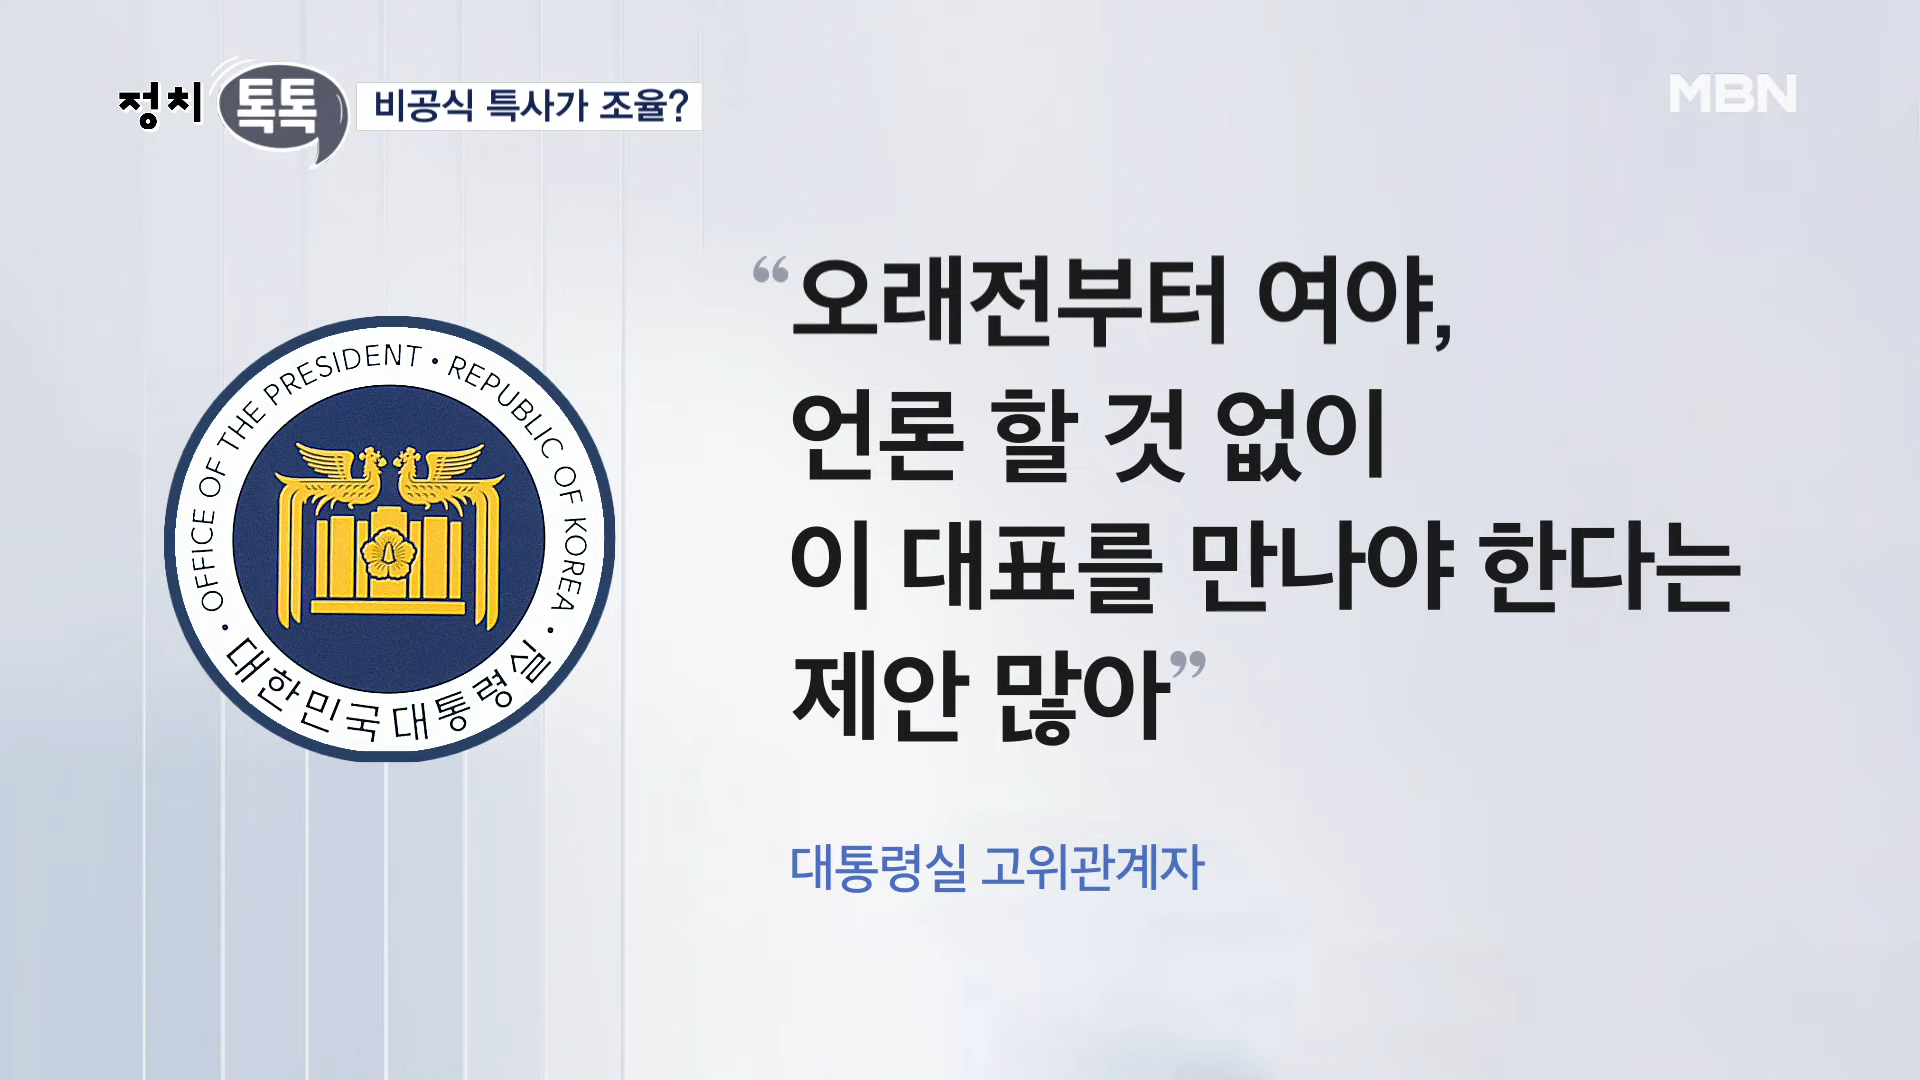 정치 톡톡 비공식 특사가 조율?
MBN
“오래전부터 여야,
언론 할 것 없이
이 대표를 만나야 한다는
제안 많아”
대통령실 고위관계자
OFFICE OF THE PRESIDENT • REPUBLIC OF KOREA •
대한민국대통령실 •